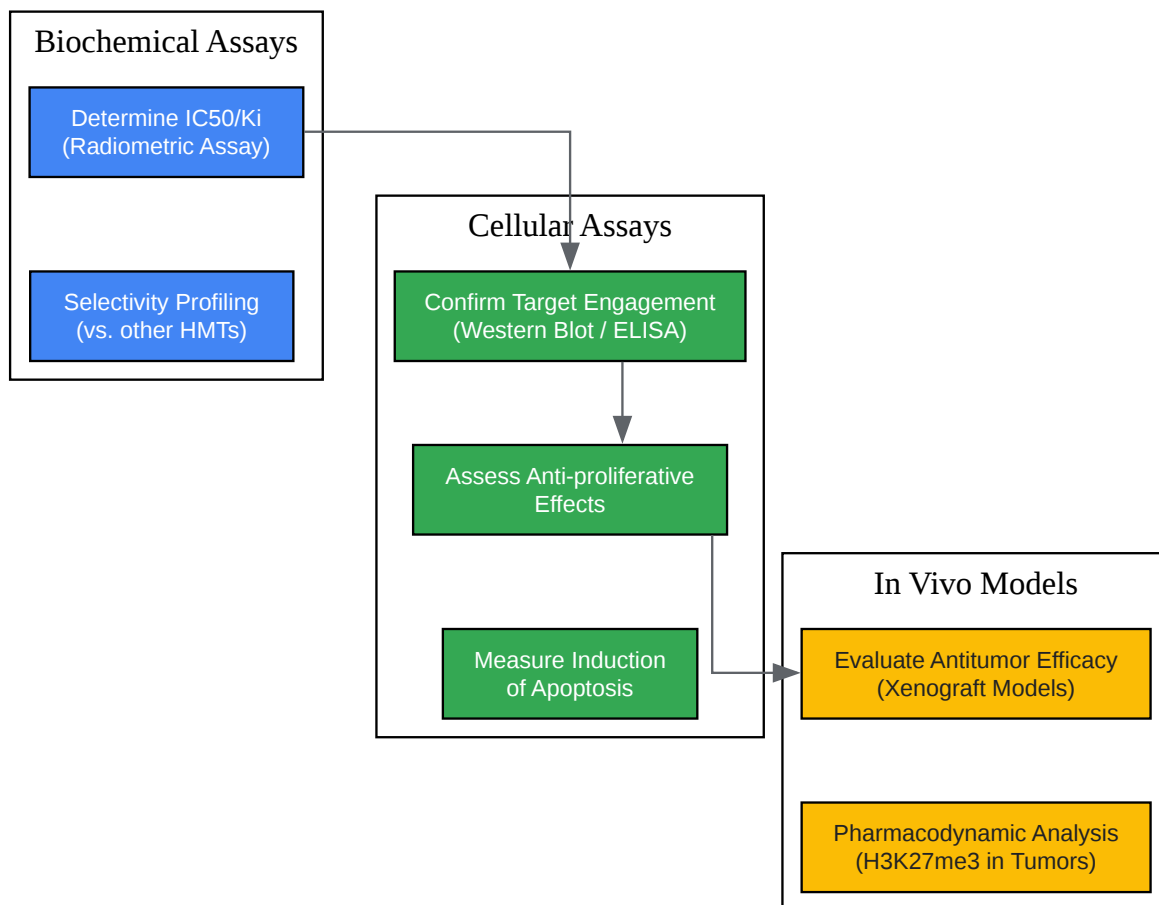 Biochemical Assays
Determine IC50/Ki
(Radiometric Assay)
Selectivity Profiling
(vs. other HMTs)
Cellular Assays
Confirm Target Engagement
(Western Blot / ELISA)
Assess Anti-proliferative
Effects
Measure Induction
of Apoptosis
In Vivo Models
Evaluate Antitumor Efficacy
(Xenograft Models)
Pharmacodynamic Analysis
(H3K27me3 in Tumors)